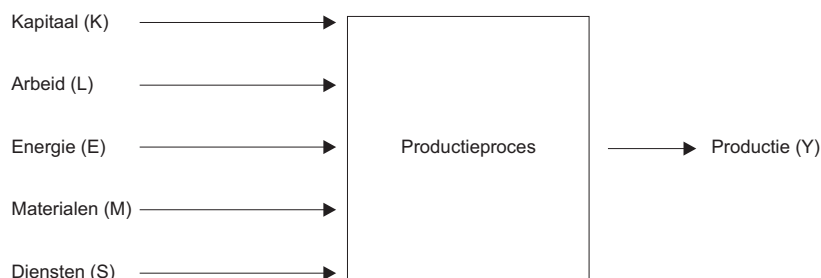 Kapitaal (K)
Arbeid (L)
Energie (E)
Productieproces
Productie (Y)
Materialen (M)
Diensten (S)